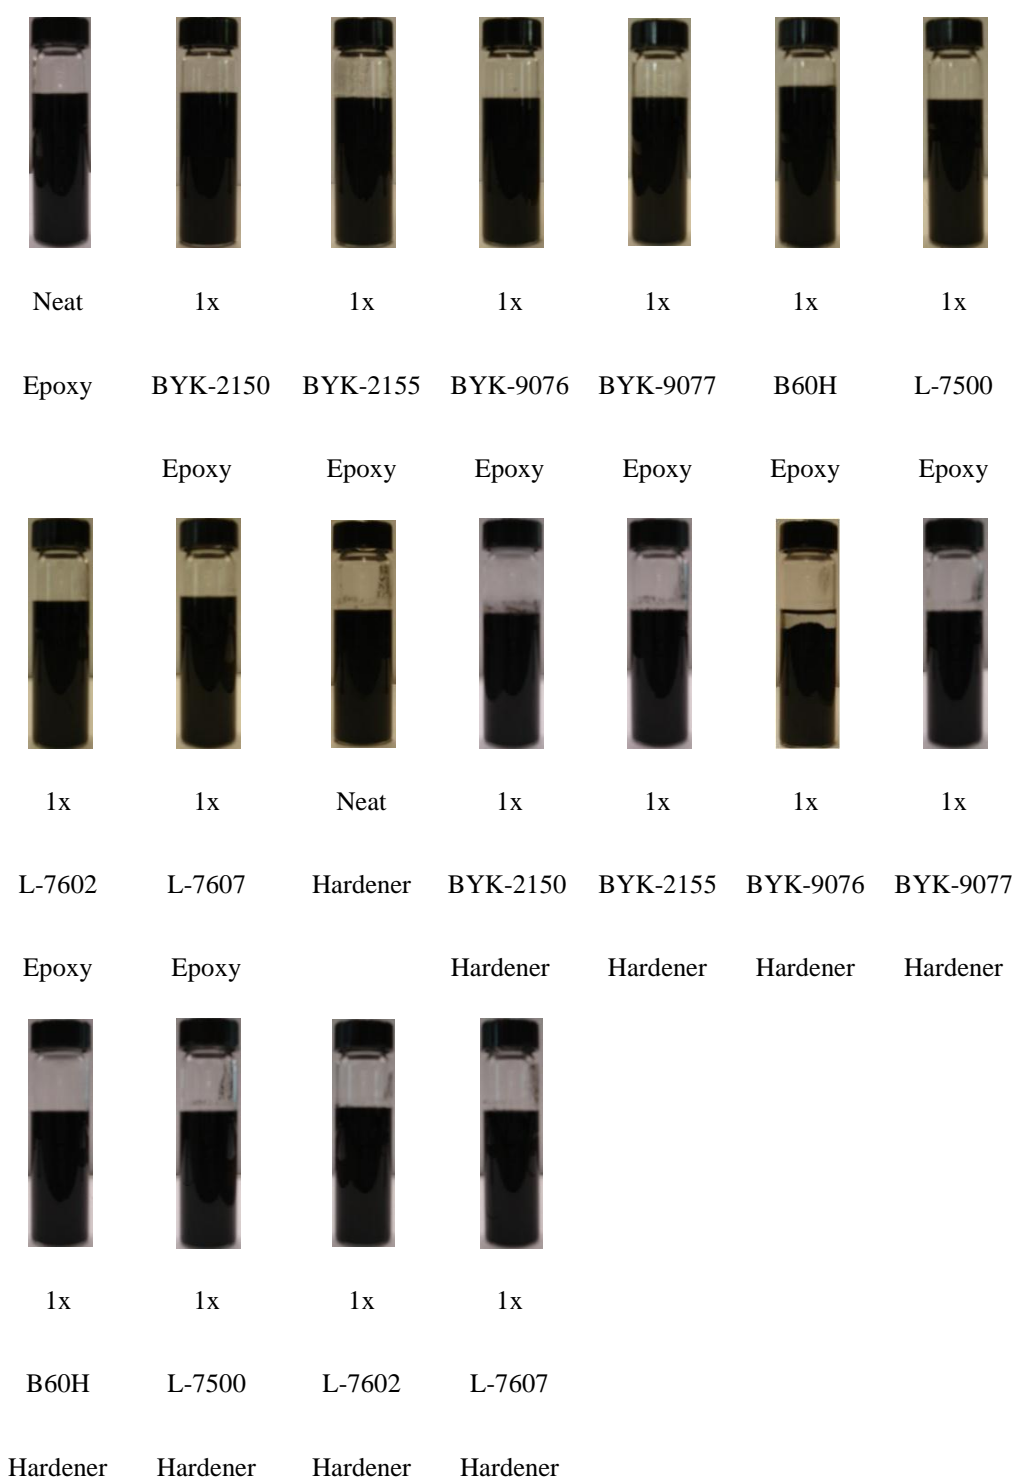 Neat 1x 1x 1x 1x 1x 1x
Epoxy BYK-2150 BYK-2155 BYK-9076 BYK-9077 B60H L-7500
Epoxy Epoxy Epoxy Epoxy Epoxy Epoxy
1x 1x Neat 1x 1x 1x 1x
L-7602 L-7607 Hardener BYK-2150 BYK-2155 BYK-9076 BYK-9077
Epoxy Epoxy Hardener Hardener Hardener Hardener
1x 1x 1x 1x
B60H L-7500 L-7602 L-7607
Hardener Hardener Hardener Hardener